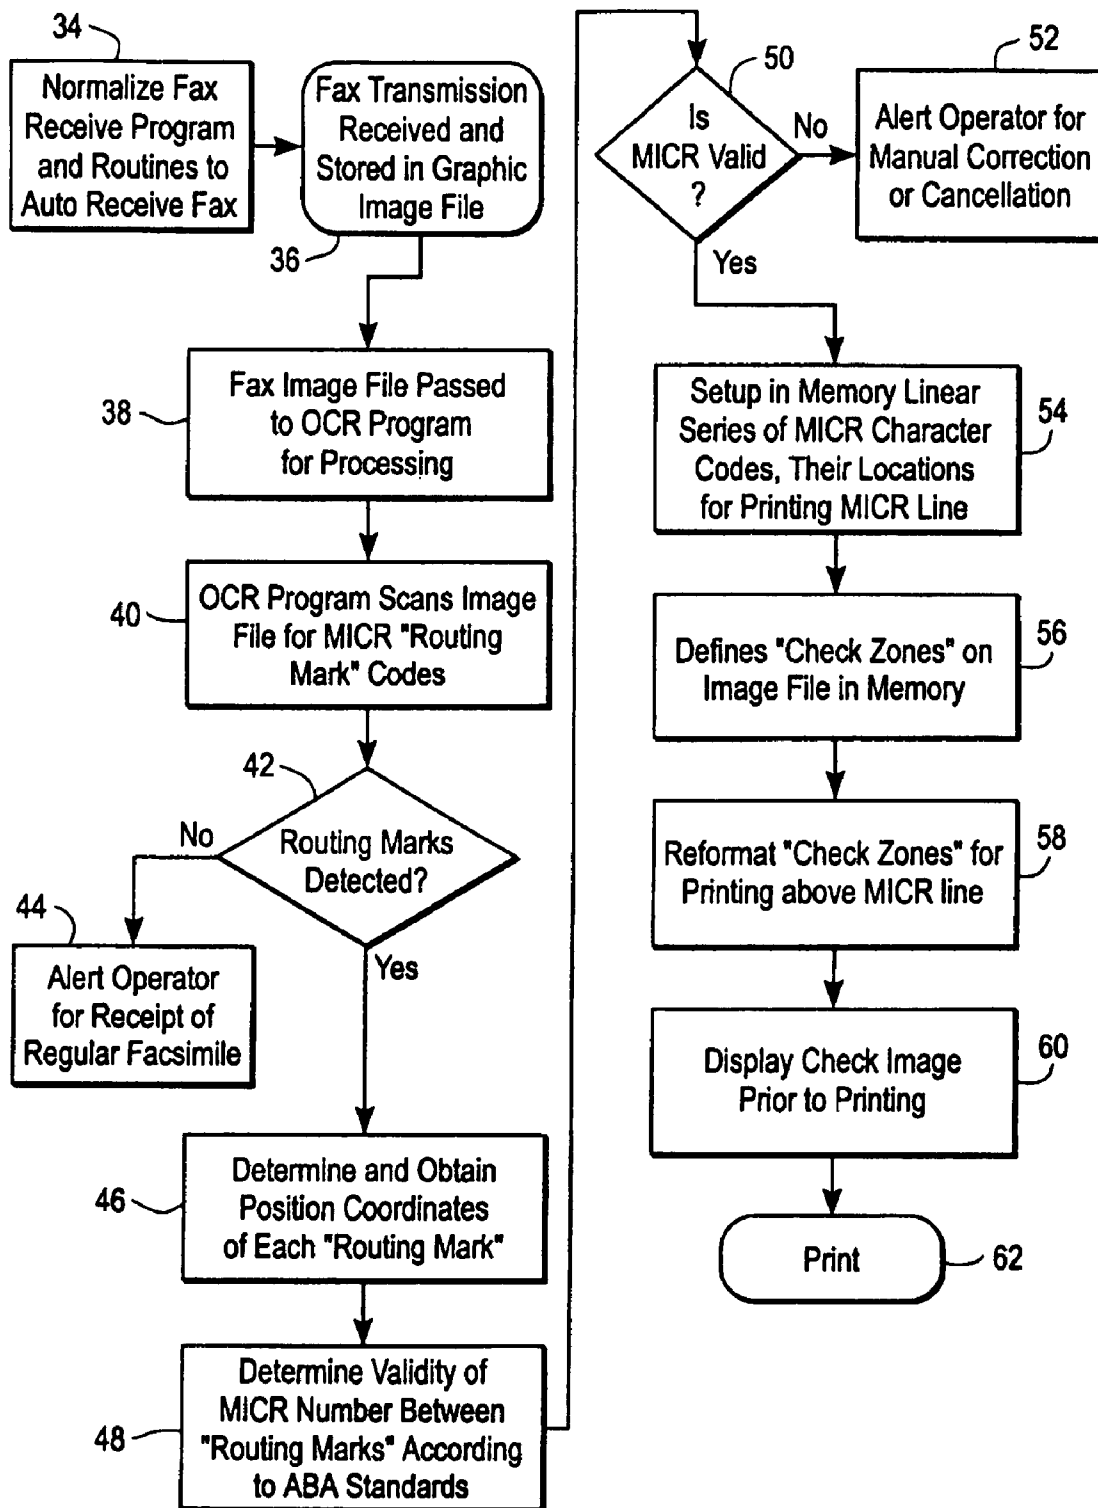 34
Normalize Fax
Receive Program
and Routines to
Auto Receive Fax
Fax Transmission
Received and
Stored in Graphic
Image File
36
38
Fax Image File Passed
to OCR Program
for Processing
40
OCR Program Scans Image
File for MICR "Routing
Mark" Codes
42
Routing Marks
Detected?
No
Yes
44
Alert Operator
for Receipt of
Regular Facsimile
46
Determine and Obtain
Position Coordinates
of Each "Routing Mark"
48
Determine Validity of
MICR Number Between
"Routing Marks" According
to ABA Standards
50
Is
MICR Valid
?
No
Yes
52
Alert Operator for
Manual Correction
or Cancellation
54
Setup in Memory Linear
Series of MICR Character
Codes, Their Locations
for Printing MICR Line
56
Defines "Check Zones" on
Image File in Memory
58
Reformat "Check Zones" for
Printing above MICR line
60
Display Check Image
Prior to Printing
Print
62